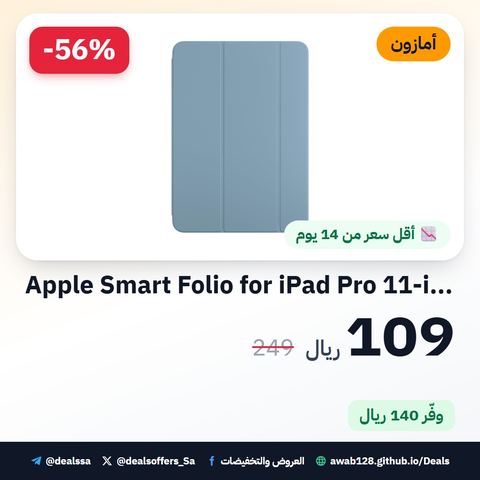 -56%
أمازون
أقل سعر من 14 يوم
Apple Smart Folio for iPad Pro 11-i...
109 ريال 249
وفّر 140 ريال
awab128.github.io/Deals العروض والتخفيضات @dealsoffers_Sa @dealssa